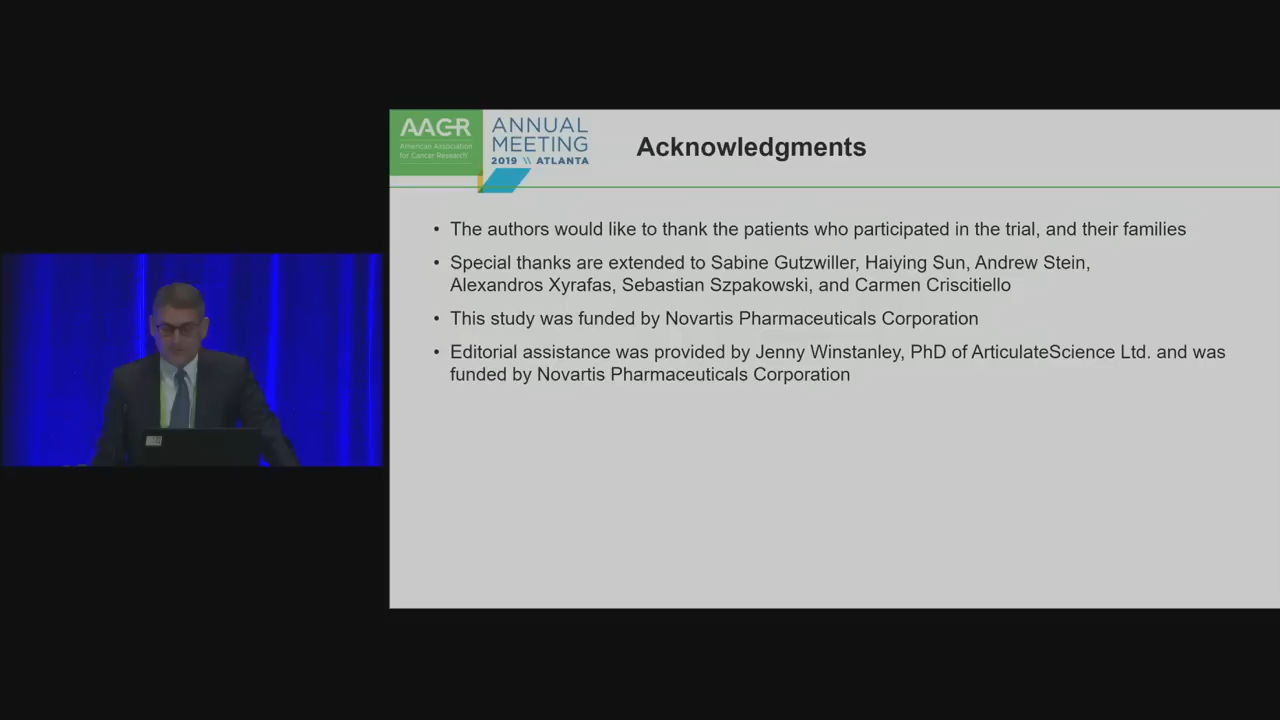 AACR
American Association
for Cancer Research
ANNUAL
MEETING
2019 \\ ATLANTA
Acknowledgments
• The authors would like to thank the patients who participated in the trial, and their families
• Special thanks are extended to Sabine Gutzwiller, Haiying Sun, Andrew Stein,
Alexandros Xyrafas, Sebastian Szpakowski, and Carmen Criscitiello
• This study was funded by Novartis Pharmaceuticals Corporation
• Editorial assistance was provided by Jenny Winstanley, PhD of ArticulateScience Ltd. and was
funded by Novartis Pharmaceuticals Corporation